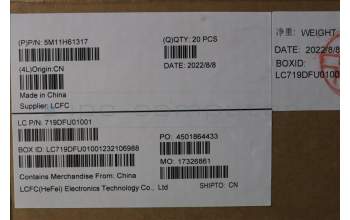 (P)P/N: 5M11H61317
(Q)QTY: 20 PCS
(4L)Origin:CN
DATE: 2022/8/8
Made in China
Supplier: LCFC
净重: WEIGHT
DATE: 2022/8/8
BOXID:
LC719DFU0100
LC P/N: 719DFU01001
PO: 4501864433
BOX ID: LC719DFU01001232106988
MO: 17326861
Contains Merchandise From: China
LCFC(HeFei) Electronics Technology Co., Ltd
SHIPTO: CN